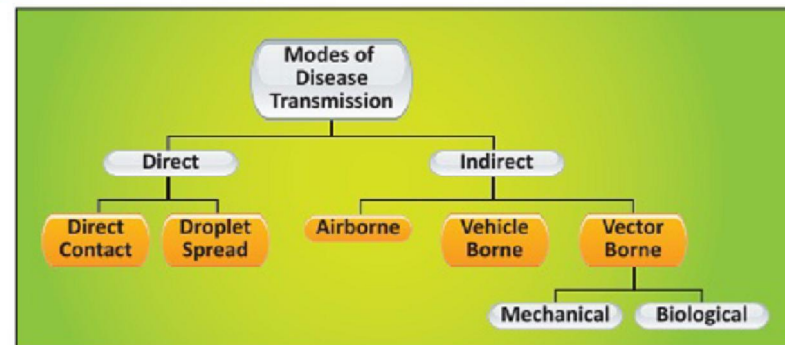 Modes of
Disease
Transmission
Direct
Indirect
Direct
Contact
Droplet
Spread
Airborne
Vehicle
Borne
Vector
Borne
Mechanical
Biological